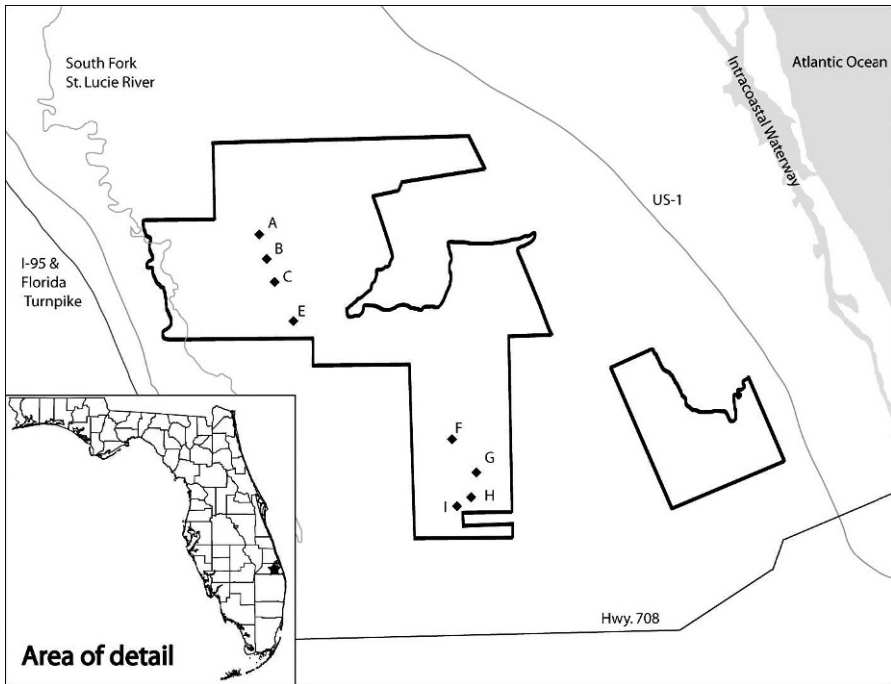 South Fork
St. Lucie River
Atlantic Ocean
Intracoastal Waterway
US-1
I-95 &
Florida
Turnpike
A
B
C
E
F
G
H
I
Hwy. 708
Area of detail